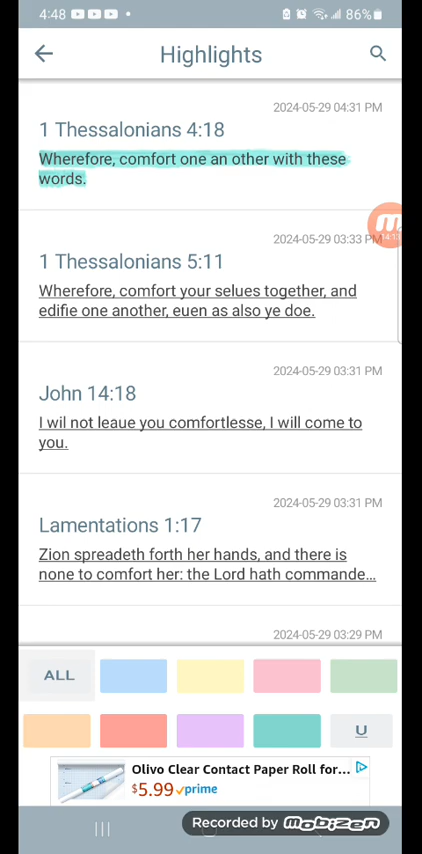 4:48
86%
Highlights
2024-05-29 04:31 PM
1 Thessalonians 4:18
Wherefore, comfort one an other with these
words.
2024-05-29 03:33 PM
1 Thessalonians 5:11
Wherefore, comfort your selues together, and
edifie one another, euen as also ye doe.
2024-05-29 03:31 PM
John 14:18
I wil not leaue you comfortlesse, I will come to
you.
2024-05-29 03:31 PM
Lamentations 1:17
Zion spreadeth forth her hands, and there is
none to comfort her: the Lord hath commande...
2024-05-29 03:29 PM
ALL
U
Olivo Clear Contact Paper Roll for...
$5.99 prime
Recorded by mobizen